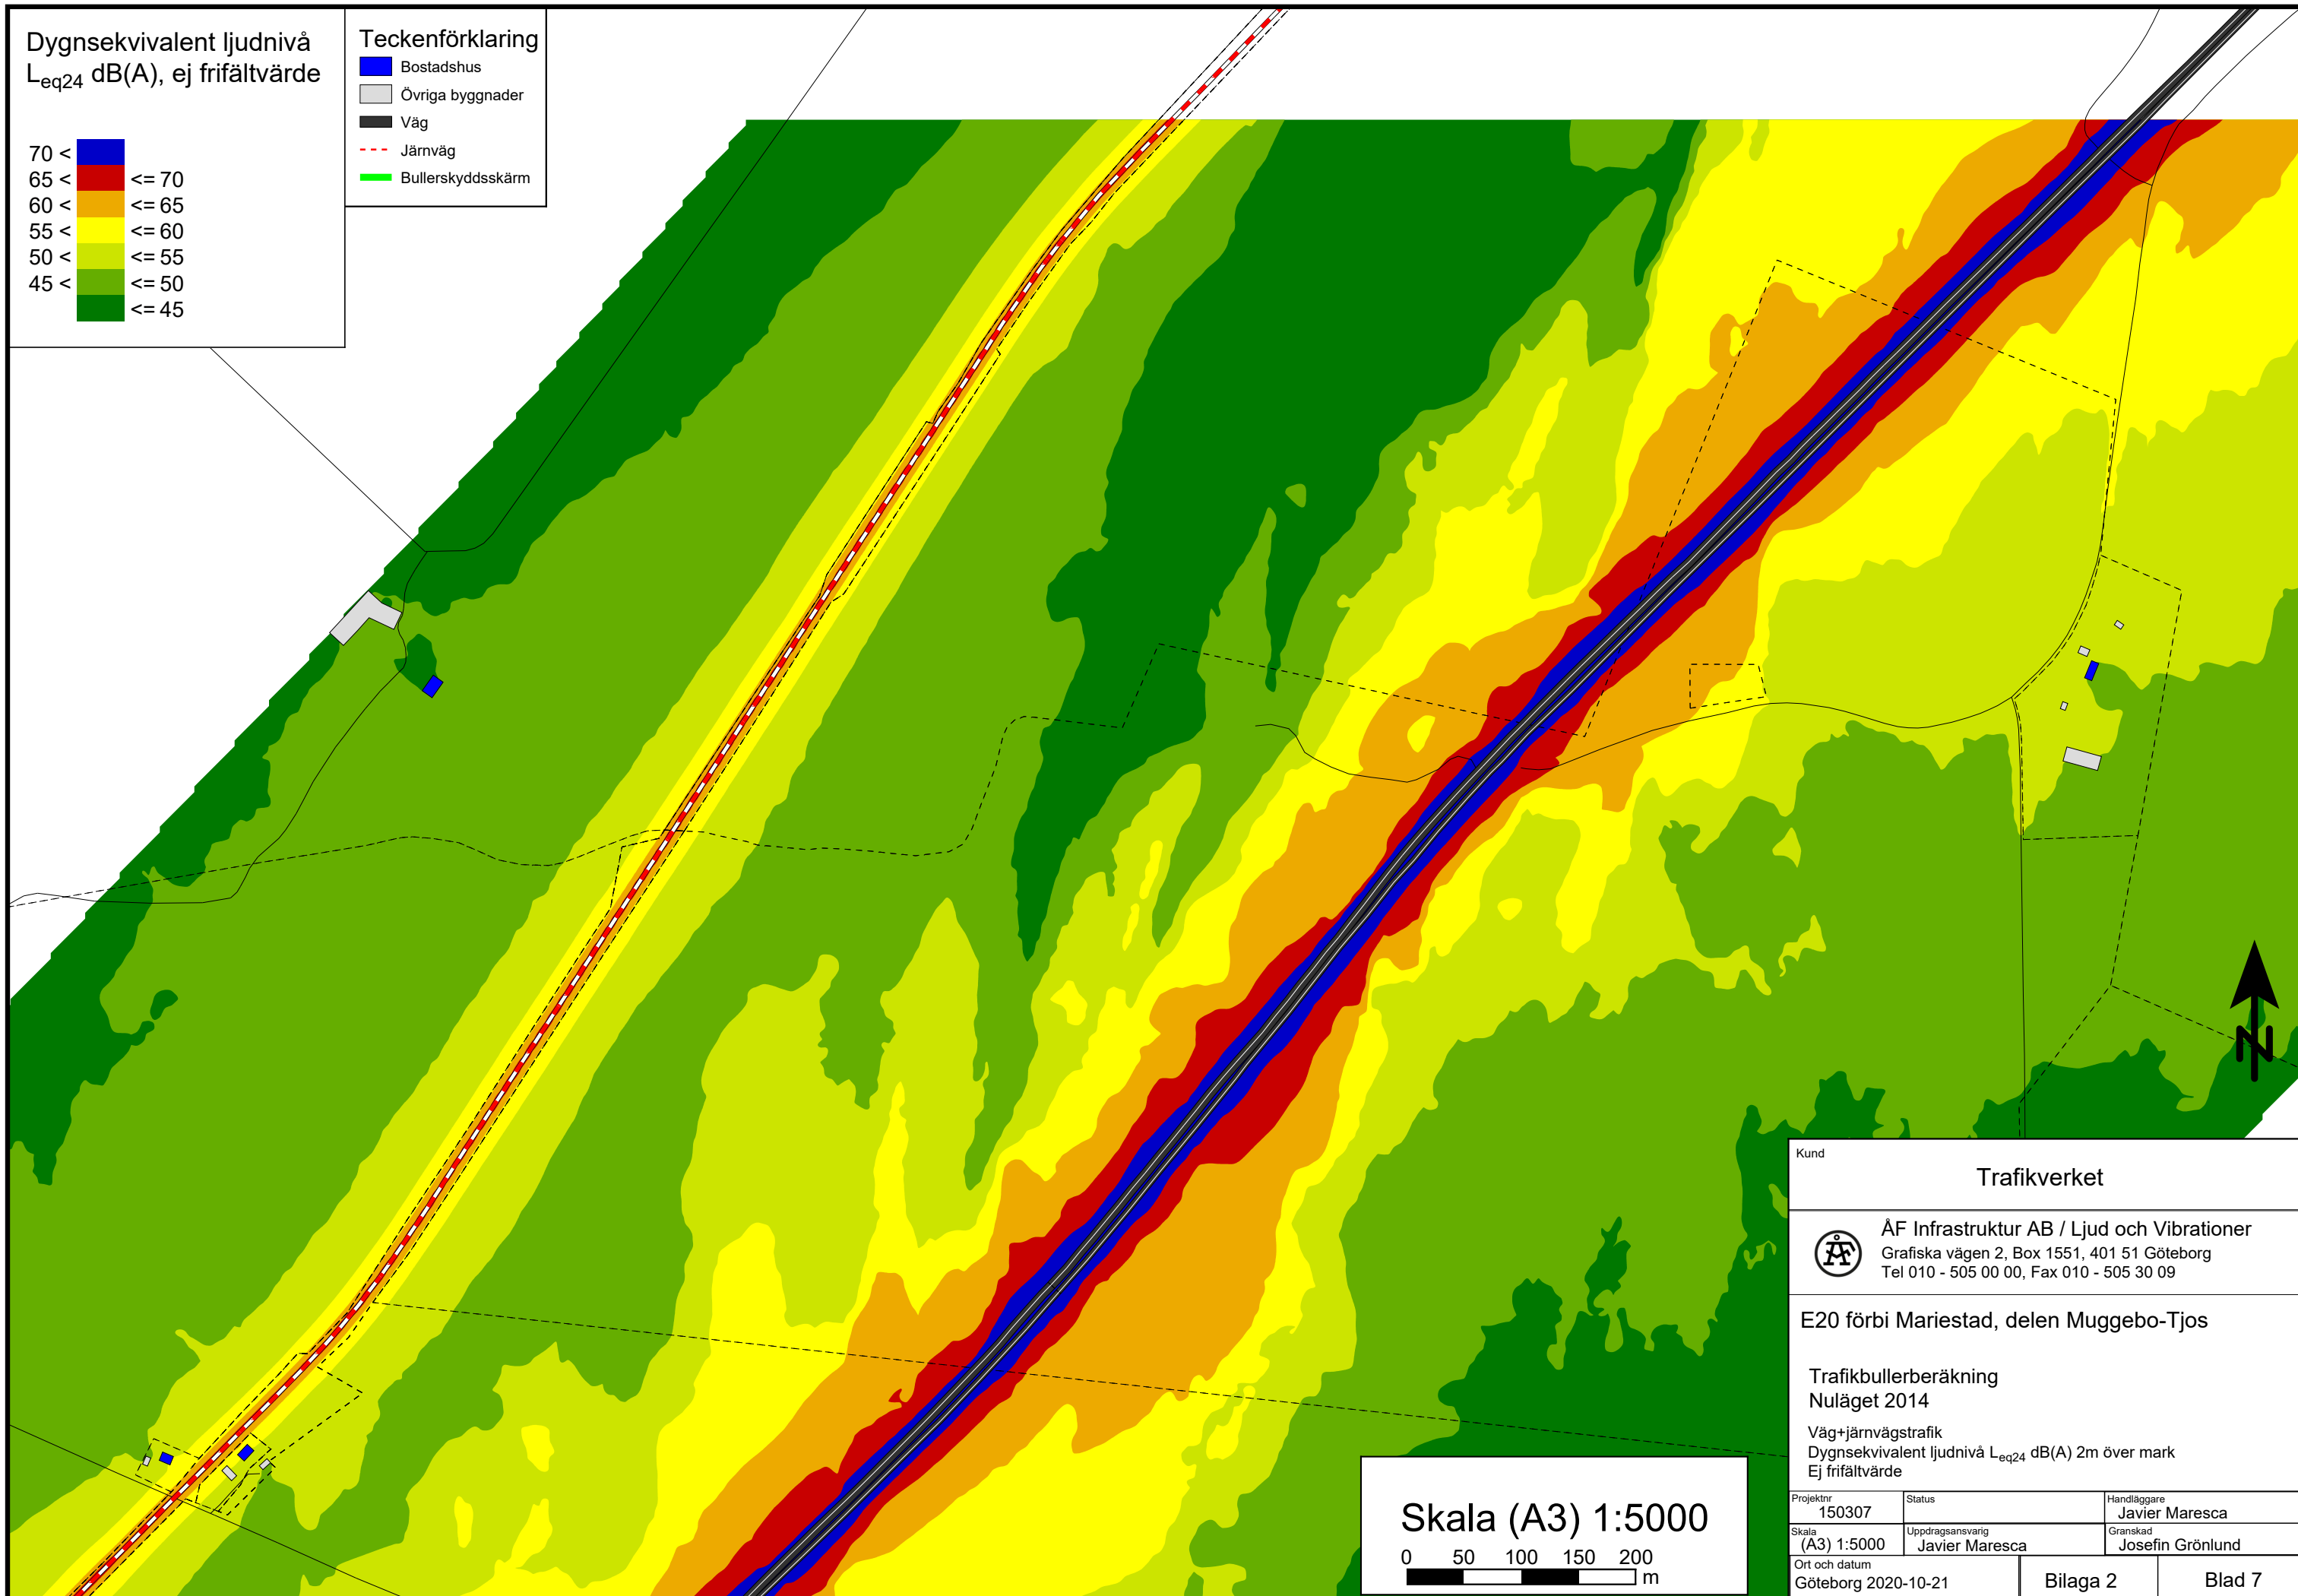 Dygnsekvivalent ljudnivå
Leq24 dB(A), ej frifältvärde
70 <
65 < <= 70
60 < <= 65
55 < <= 60
50 < <= 55
45 < <= 50
<= 45
Teckenförklaring
Bostadshus
Övriga byggnader
Väg
Järnväg
Bullerskyddsskärm
N
Skala (A3) 1:5000
0 50 100 150 200
m
Kund
Trafikverket
ÅF
ÅF Infrastruktur AB / Ljud och Vibrationer
Grafiska vägen 2, Box 1551, 401 51 Göteborg
Tel 010 - 505 00 00, Fax 010 - 505 30 09
E20 förbi Mariestad, delen Muggebo-Tjos
Trafikbullerberäkning
Nuläget 2014
Väg+järnvägstrafik
Dygnsekvivalent ljudnivå Leq24 dB(A) 2m över mark
Ej frifältvärde
Projektnr Status Handläggare
150307 Javier Maresca
Skala Uppdragsansvarig Granskad
(A3) 1:5000 Javier Maresca Josefin Grönlund
Ort och datum
Göteborg 2020-10-21 Bilaga 2 Blad 7